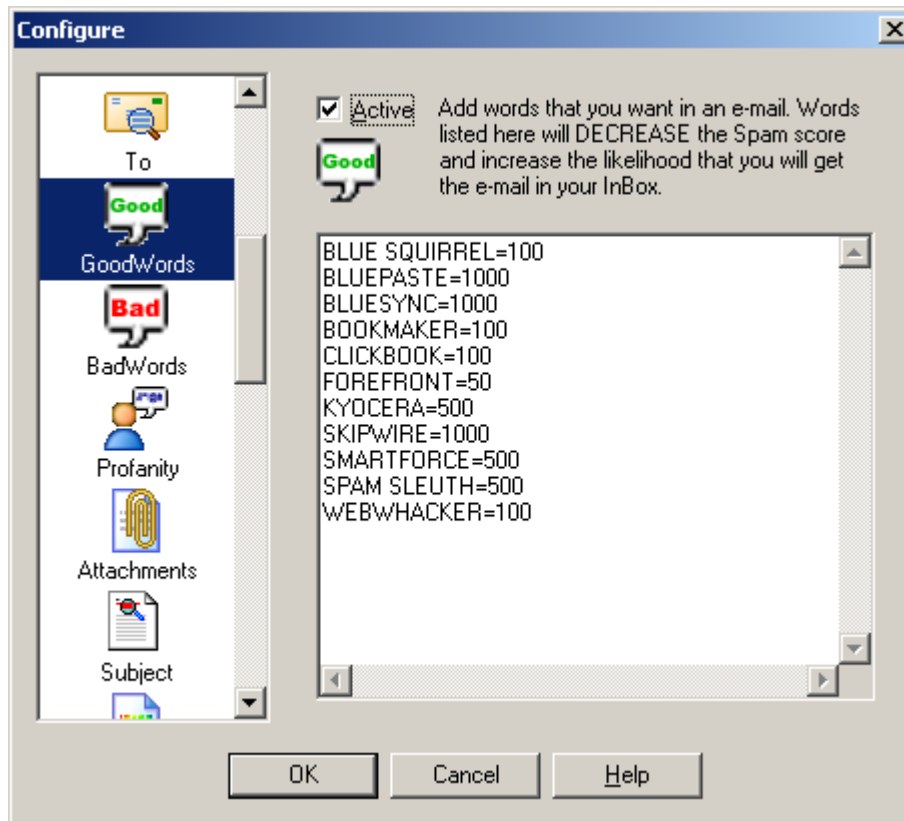 Configure
To
Good
GoodWords
Bad
BadWords
Profanity
Attachments
Subject
Active
Good
Add words that you want in an e-mail. Words
listed here will DECREASE the Spam score
and increase the likelihood that you will get
the e-mail in your InBox.
BLUE SQUIRREL=100
BLUEPASTE=1000
BLUESYNC=1000
BOOKMAKER=100
CLICKBOOK=100
FOREFRONT=50
KYOCERA=500
SKIPWIRE=1000
SMARTFORCE=500
SPAM SLEUTH=500
WEBWHACKER=100
OK
Cancel
Help